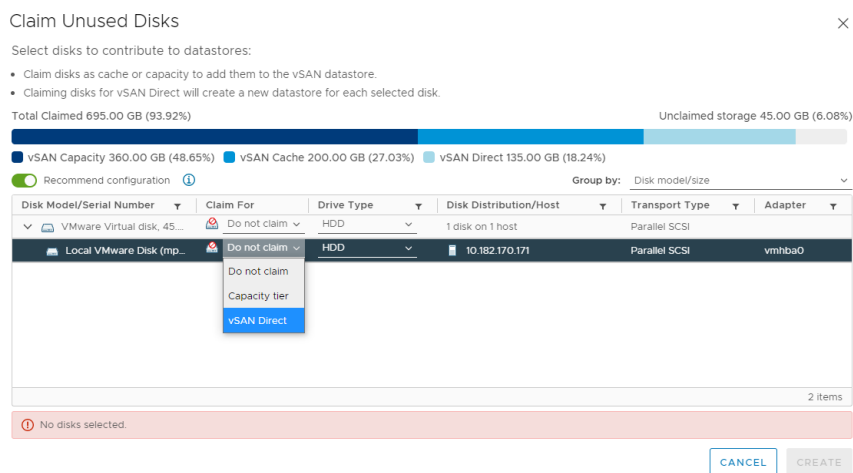 Claim Unused Disks
Select disks to contribute to datastores:
• Claim disks as cache or capacity to add them to the vSAN datastore.
• Claiming disks for vSAN Direct will create a new datastore for each selected disk.
Total Claimed 695.00 GB (93.92%) Unclaimed storage 45.00 GB (6.08%)
vSAN Capacity 360.00 GB (48.65%) vSAN Cache 200.00 GB (27.03%) vSAN Direct 135.00 GB (18.24%)
Recommend configuration Group by: Disk model/size
Disk Model/Serial Number Claim For Drive Type Disk Distribution/Host Transport Type Adapter
VMware Virtual disk, 45.... Do not claim HDD 1 disk on 1 host Parallel SCSI
Local VMware Disk (mp... Do not claim HDD 10.182.170.171 Parallel SCSI vmhba0
Do not claim
Capacity tier
vSAN Direct
2 items
No disks selected.
CANCEL CREATE